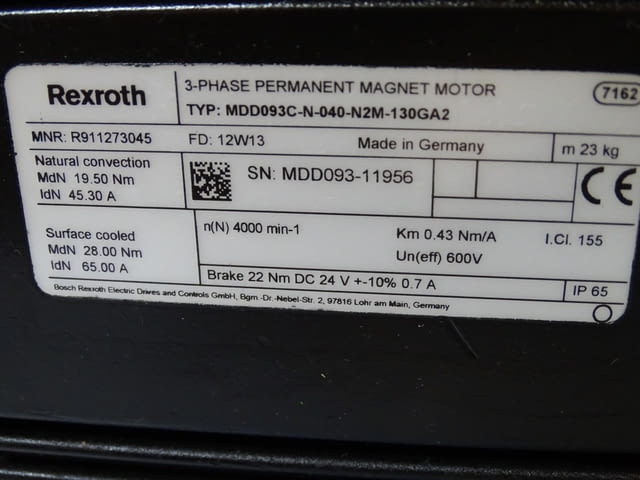 Rexroth
3-PHASE PERMANENT MAGNET MOTOR
7162
TYP: MDD093C-N-040-N2M-130GA2
MNR: R911273045 FD: 12W13 Made in Germany m 23 kg
Natural convection
MdN 19.50 Nm
IdN 45.30 A
SN: MDD093-11956
CE
Surface cooled
MdN 28.00 Nm
IdN 65.00 A
n(N) 4000 min-1 Km 0.43 Nm/A I.Cl. 155
Un(eff) 600V
Brake 22 Nm DC 24 V +-10% 0.7 A IP 65
Bosch Rexroth Electric Drives and Controls GmbH, Bgm.-Dr.-Nebel-Str. 2, 97816 Lohr am Main, Germany